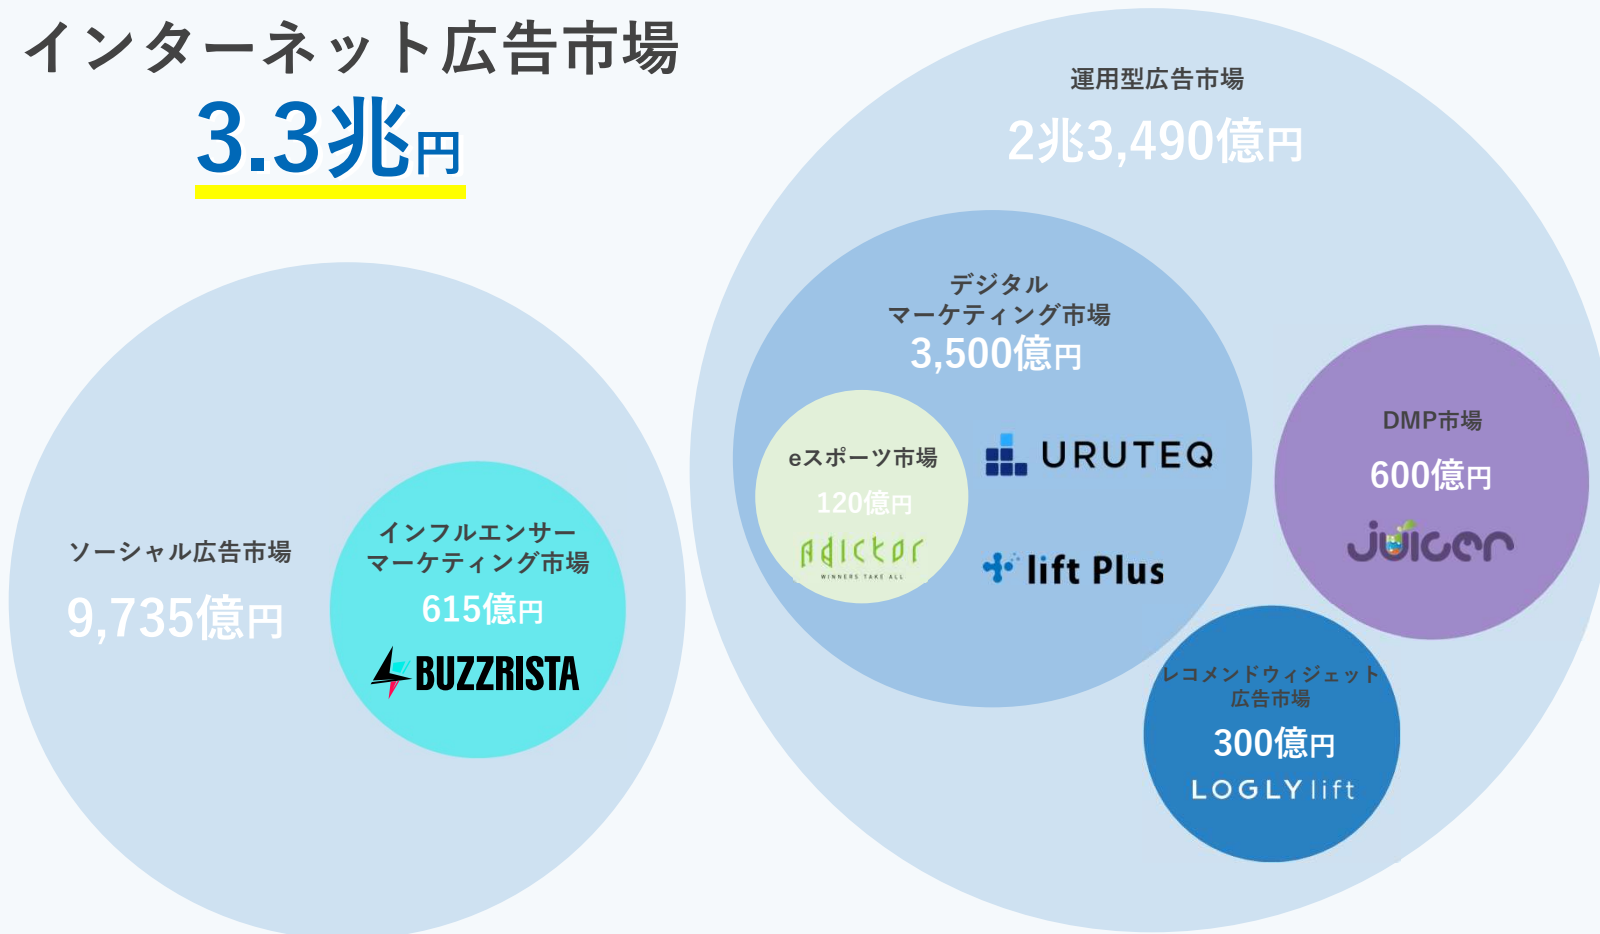 インターネット広告市場
3.3兆円
運用型広告市場
2兆3,490億円
デジタル
マーケティング市場
3,500億円
eスポーツ市場
120億円
Adictor
WINNERS TAKE ALL
URUTEQ
lift Plus
DMP市場
600億円
juicer
レコメンドウィジェット
広告市場
300億円
LOGLY lift
ソーシャル広告市場
9,735億円
インフルエンサー
マーケティング市場
615億円
BUZZRISTA